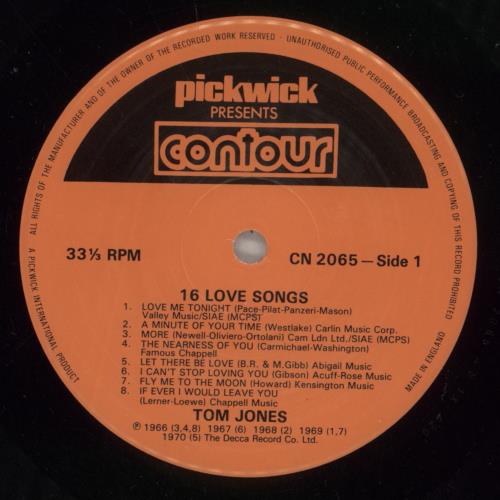 ALL RIGHTS OF THE MANUFACTURER AND OF THE OWNER OF THE RECORDED WORK RESERVED · UNAUTHORISED PUBLIC PERFORMANCE BROADCASTING AND COPYING OF THIS RECORD PROHIBITED
pickwick
PRESENTS
contour
33⅓ RPM
CN 2065 — Side 1
16 LOVE SONGS
1. LOVE ME TONIGHT (Pace-Pilat-Panzeri-Mason)
Valley Music/SIAE (MCPS)
2. A MINUTE OF YOUR TIME (Westlake) Carlin Music Corp.
3. MORE (Newell-Oliviero-Ortolani) Cam Ldn Ltd./SIAE (MCPS)
4. THE NEARNESS OF YOU (Carmichael-Washington)
Famous Chappell
5. LET THERE BE LOVE (B.R. & M.Gibb) Abigail Music
6. I CAN'T STOP LOVING YOU (Gibson) Acuff-Rose Music
7. FLY ME TO THE MOON (Howard) Kensington Music
8. IF EVER I WOULD LEAVE YOU
(Lerner-Loewe) Chappell Music
TOM JONES
℗ 1966 (3,4,8) 1967 (6) 1968 (2) 1969 (1,7)
1970 (5) The Decca Record Co. Ltd.
A PICKWICK INTERNATIONAL PRODUCT
MADE IN ENGLAND